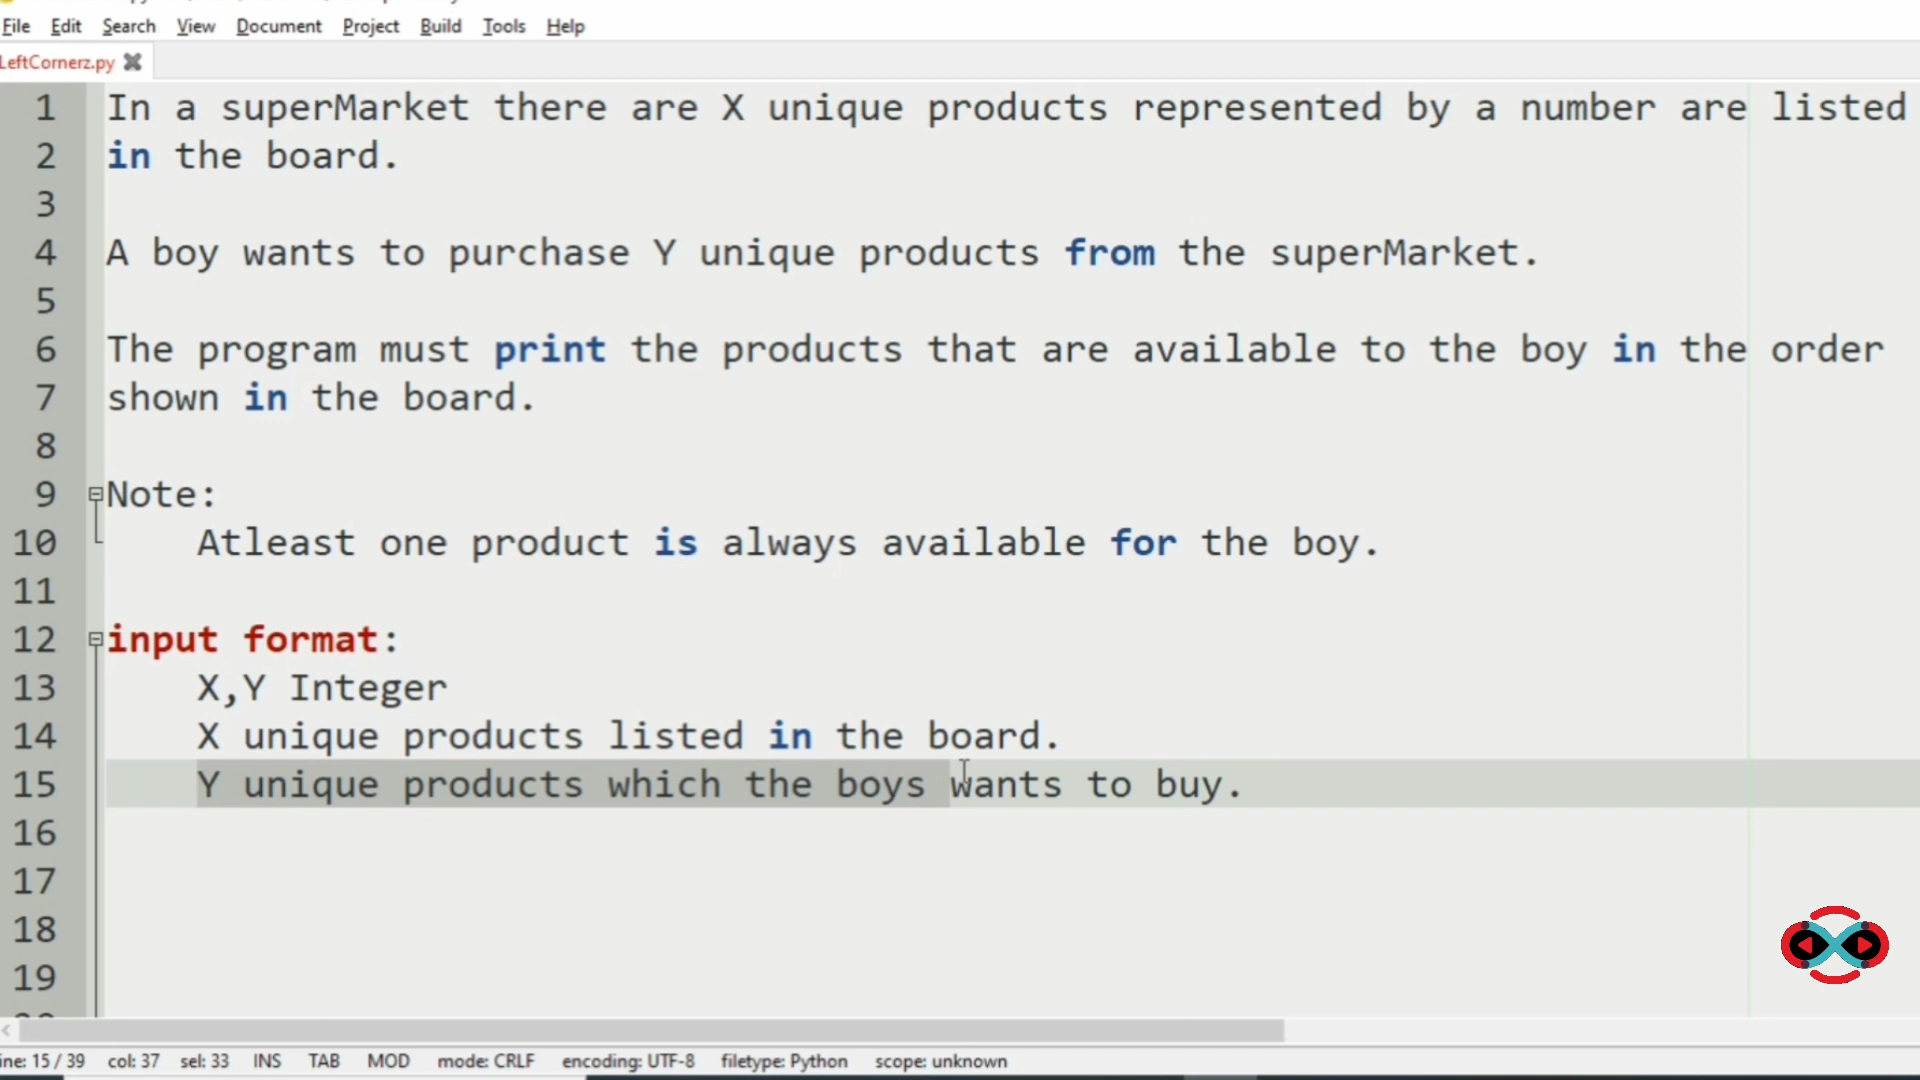 File Edit Search View Document Project Build Tools Help
LeftCornerz.py
1 In a superMarket there are X unique products represented by a number are listed
2 in the board.
3
4 A boy wants to purchase Y unique products from the superMarket.
5
6 The program must print the products that are available to the boy in the order
7 shown in the board.
8
9 Note:
10 Atleast one product is always available for the boy.
11
12 input format:
13 X,Y Integer
14 X unique products listed in the board.
15 Y unique products which the boys wants to buy.
16
17
18
19
ine: 15 / 39 col: 37 sel: 33 INS TAB MOD mode: CRLF encoding: UTF-8 filetype: Python scope: unknown